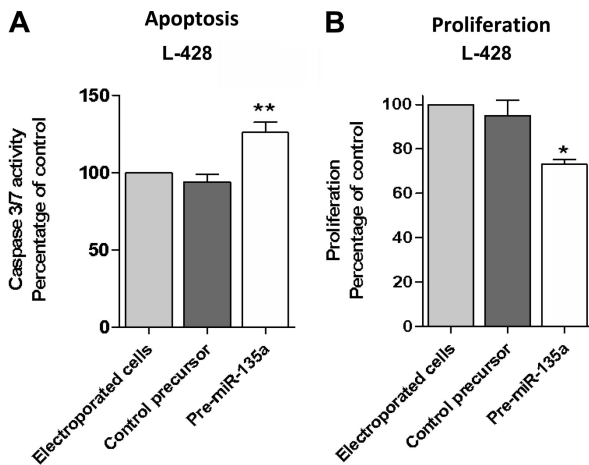 A
Apoptosis
L-428
Caspase 3/7 activity
Percentatge of control
150
100
50
0
**
Electroporated cells
Control precursor
Pre-miR-135a
B
Proliferation
L-428
Proliferation
Percentage of control
100
80
60
40
20
0
*
Electroporated cells
Control precursor
Pre-miR-135a